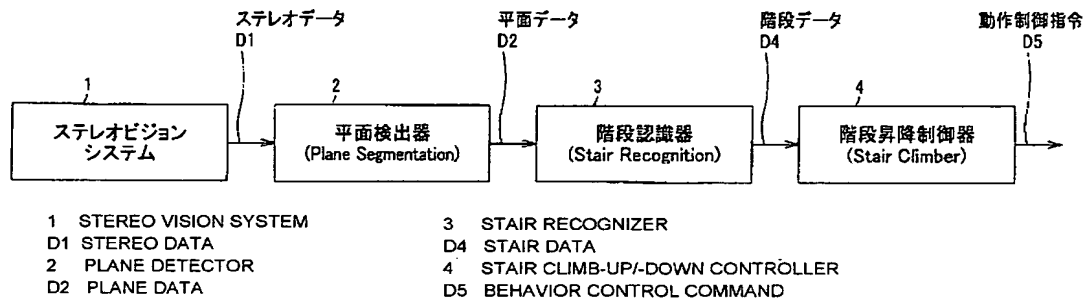 ステレオデータ
D1
平面データ
D2
階段データ
D4
動作制御指令
D5
1
2
3
4
ステレオビジョン
システム
平面検出器
(Plane Segmentation)
階段認識器
(Stair Recognition)
階段昇降制御器
(Stair Climber)
1 STEREO VISION SYSTEM
D1 STEREO DATA
2 PLANE DETECTOR
D2 PLANE DATA
3 STAIR RECOGNIZER
D4 STAIR DATA
4 STAIR CLIMB-UP/-DOWN CONTROLLER
D5 BEHAVIOR CONTROL COMMAND